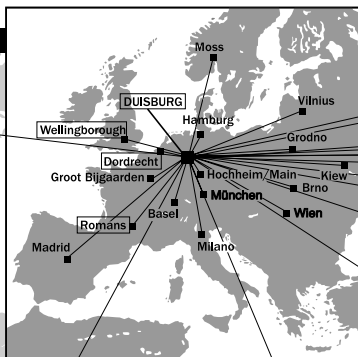 Moss
DUISBURG
Vilnius
Hamburg
Wellingborough
Grodno
Dordrecht
Kiew
Groot Bijgaarden
Hochheim/Main
Brno
München
Basel
Wien
Romans
Milano
Madrid